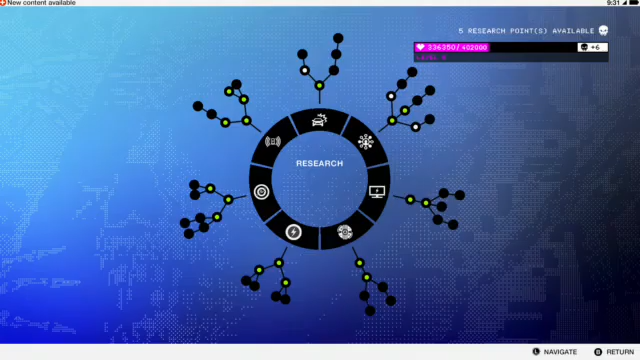 New content available
9:31
5 RESEARCH POINT(S) AVAILABLE
336350/402000
+6
RESEARCH
L NAVIGATE
B RETURN